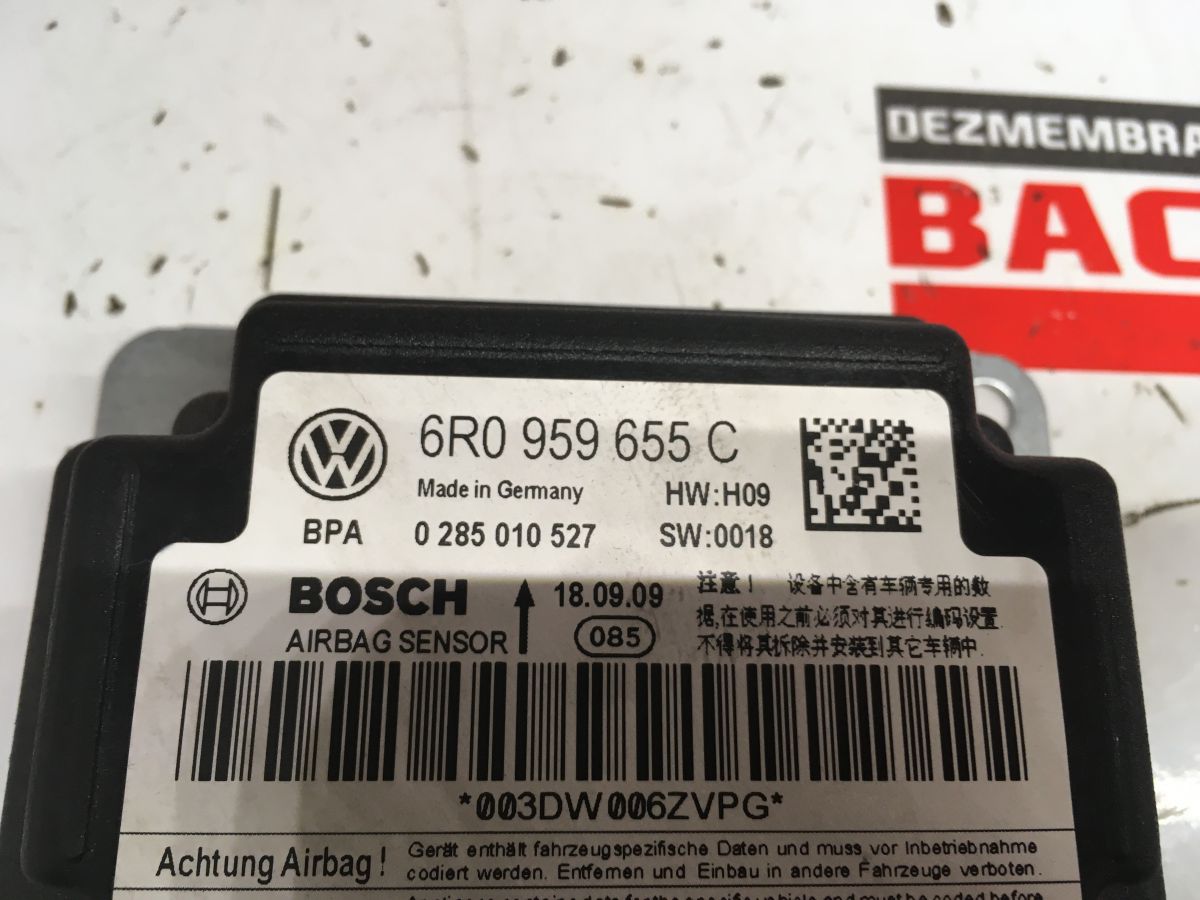 DEZMEMBRA
BAC
6R0 959 655 C
Made in Germany HW:H09
BPA 0 285 010 527 SW:0018
BOSCH
AIRBAG SENSOR
18.09.09
085
注意！ 设备中含有车辆专用的数
据,在使用之前必须对其进行编码设置.
不得将其拆除并安装到其它车辆中.
*003DW006ZVPG*
Achtung Airbag!
Gerät enthält fahrzeugspezifische Daten und muss vor Inbetriebnahme
codiert werden. Entfernen und Einbau in andere Fahrzeuge verboten.